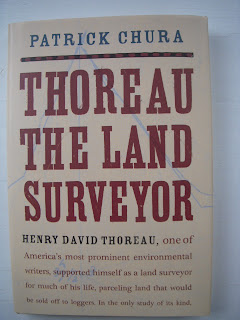 PATRICK CHURA
THOREAU
THE LAND
SURVEYOR
HENRY DAVID THOREAU, one of
America's most prominent environmental
writers, supported himself as a land surveyor
for much of his life, parceling land that would
be sold off to loggers. In the only study of its kind,